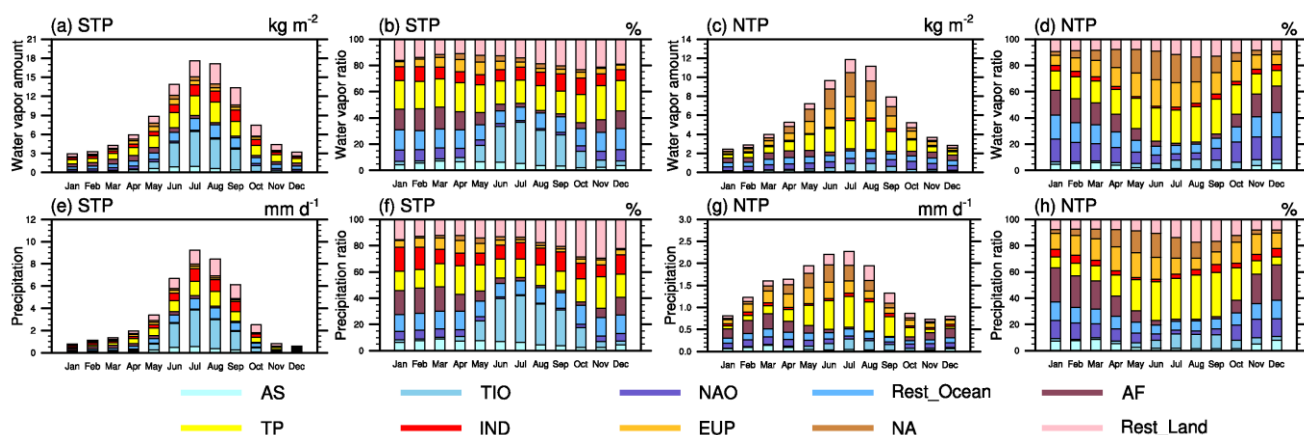 (a) STP kg m-2
(b) STP %
(c) NTP kg m-2
(d) NTP %
Water vapor amount
21
18
15
12
9
6
3
0
Jan Feb Mar Apr May Jun Jul Aug Sep Oct Nov Dec
Water vapor ratio
100
80
60
40
20
0
Jan Feb Mar Apr May Jun Jul Aug Sep Oct Nov Dec
Water vapor amount
14
12
10
8
6
4
2
0
Jan Feb Mar Apr May Jun Jul Aug Sep Oct Nov Dec
Water vapor ratio
100
80
60
40
20
0
Jan Feb Mar Apr May Jun Jul Aug Sep Oct Nov Dec
(e) STP mm d-1
(f) STP %
(g) NTP mm d-1
(h) NTP %
Precipitation
12
10
8
6
4
2
0
Jan Feb Mar Apr May Jun Jul Aug Sep Oct Nov Dec
Precipitation ratio
100
80
60
40
20
0
Jan Feb Mar Apr May Jun Jul Aug Sep Oct Nov Dec
Precipitation
3.0
2.5
2.0
1.5
1.0
0.5
0.0
Jan Feb Mar Apr May Jun Jul Aug Sep Oct Nov Dec
Precipitation ratio
100
80
60
40
20
0
Jan Feb Mar Apr May Jun Jul Aug Sep Oct Nov Dec
AS TIO NAO Rest_Ocean AF
TP IND EUP NA Rest_Land